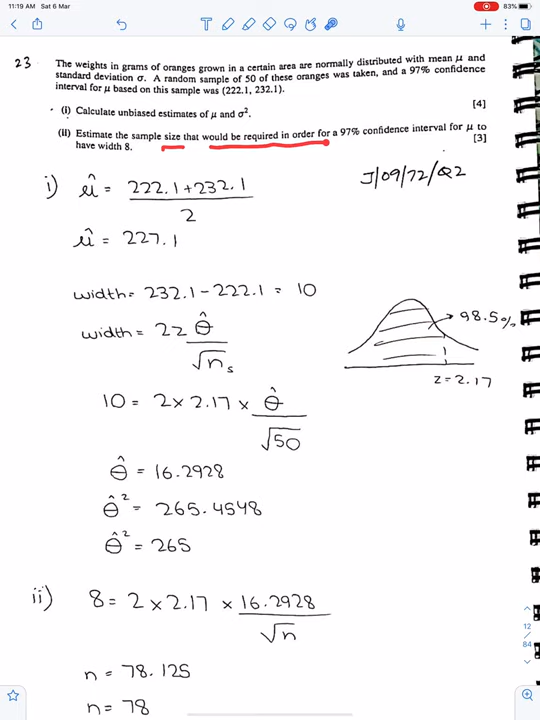 11:19 AM Sat 6 Mar
83%
23 The weights in grams of oranges grown in a certain area are normally distributed with mean μ and
standard deviation σ. A random sample of 50 of these oranges was taken, and a 97% confidence
interval for μ based on this sample was (222.1, 232.1).
(i) Calculate unbiased estimates of μ and σ².
[4]
(ii) Estimate the sample size that would be required in order for a 97% confidence interval for μ to
have width 8.
[3]
J/09/72/Q2
i) μ̂ = 222.1+232.1
2
μ̂ = 227.1
width = 232.1 - 222.1 = 10
width = 2z θ̂
√nₛ
98.5%
z = 2.17
10 = 2 × 2.17 × θ̂
√50
θ̂ = 16.2928
θ̂² = 265.4548
θ̂² = 265
ii) 8 = 2 × 2.17 × 16.2928
√n
n = 78.125
n = 78
12
/
84